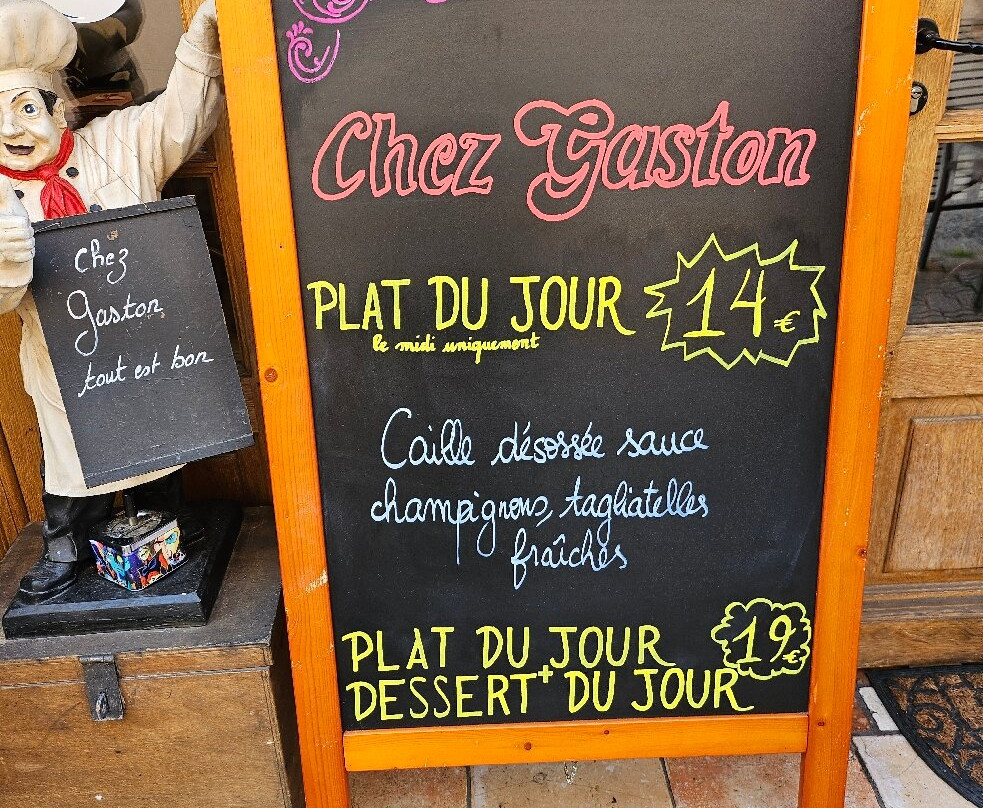 Chez
Gaston
tout est bon
Chez Gaston
PLAT DU JOUR 14€
le midi uniquement
Caille désossée sauce
champignons, tagliatelles
fraîches
PLAT DU JOUR 19€
+
DESSERT DU JOUR